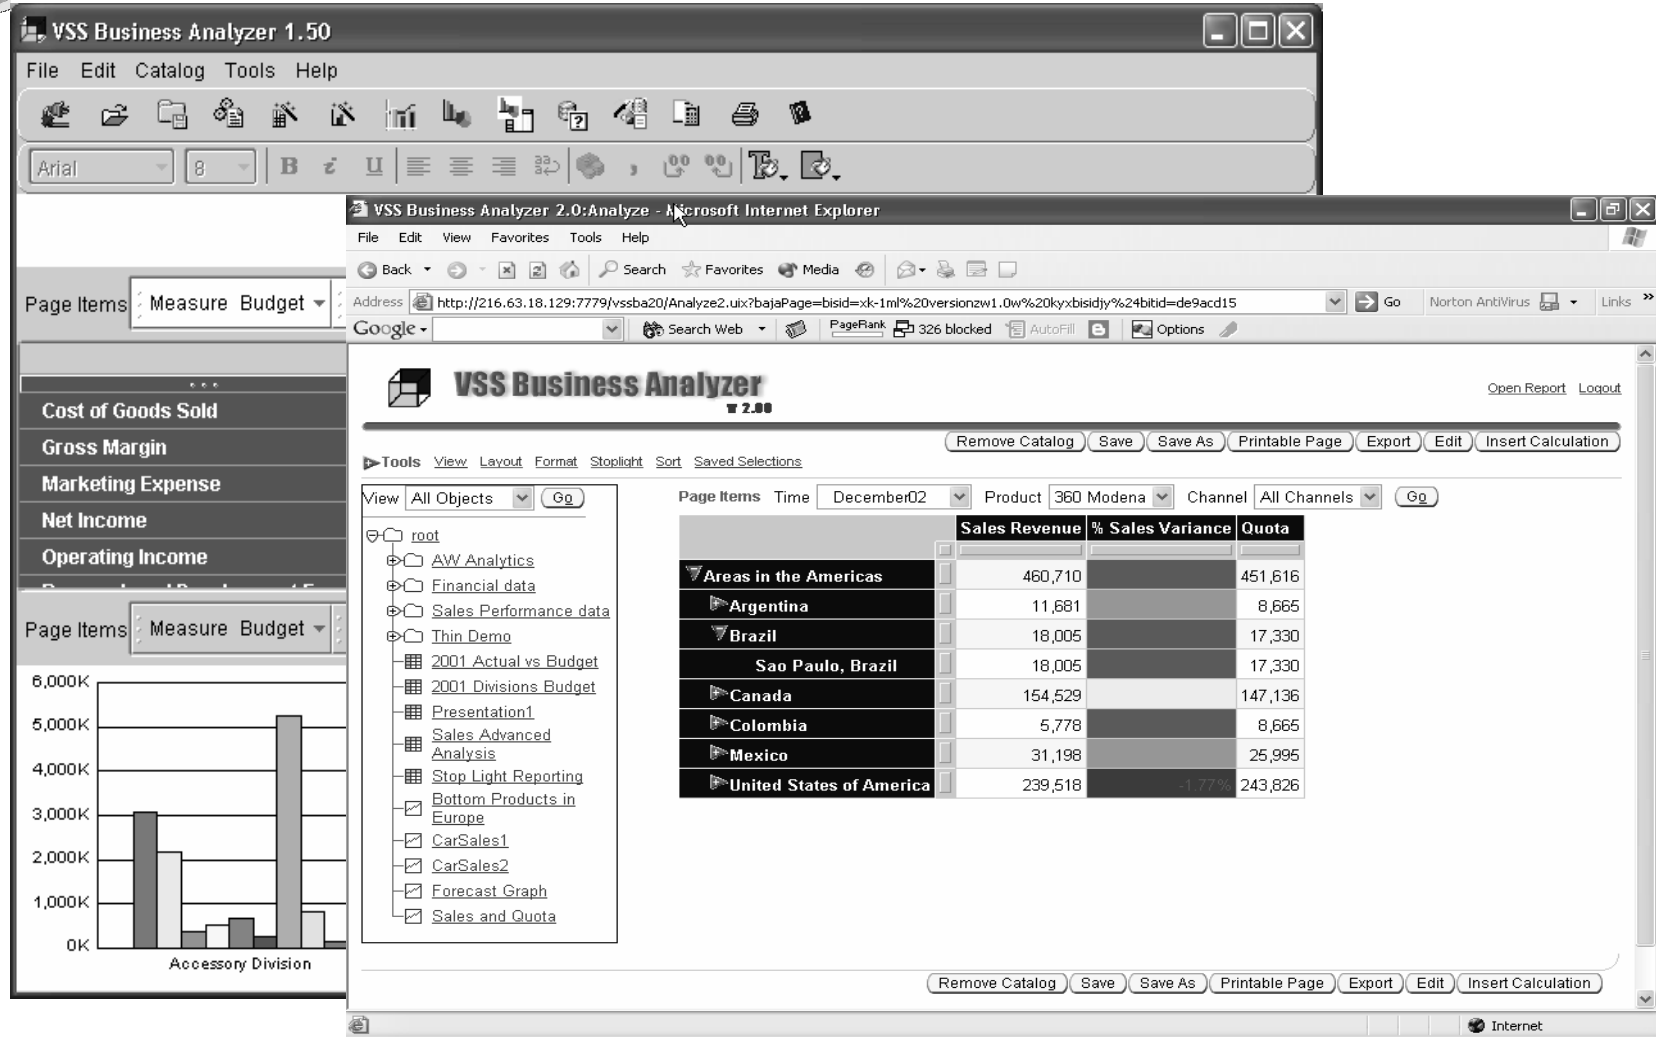 VSS Business Analyzer 1.50
File Edit Catalog Tools Help
Arial 8 B i U
Page Items Measure Budget
Cost of Goods Sold
Gross Margin
Marketing Expense
Net Income
Operating Income
Page Items Measure Budget
6,000K
5,000K
4,000K
3,000K
2,000K
1,000K
0K
Accessory Division
VSS Business Analyzer 2.0:Analyze - Microsoft Internet Explorer
File Edit View Favorites Tools Help
Back Search Favorites Media
Address http://216.63.18.129:7779/vssba20/Analyze2.uix?bajaPage=bisid=xk-1ml%20versionzw1.0w%20kyxbisidjy%24bitid=de9acd15 Go Norton AntiVirus Links »
Google Search Web PageRank 326 blocked AutoFill Options
VSS Business Analyzer
v 2.00
Open Report Logout
Remove Catalog Save Save As Printable Page Export Edit Insert Calculation
Tools View Layout Format Stoplight Sort Saved Selections
View All Objects Go
root
AW Analytics
Financial data
Sales Performance data
Thin Demo
2001 Actual vs Budget
2001 Divisions Budget
Presentation1
Sales Advanced
Analysis
Stop Light Reporting
Bottom Products in
Europe
CarSales1
CarSales2
Forecast Graph
Sales and Quota
Page Items Time December02 Product 360 Modena Channel All Channels Go
Sales Revenue % Sales Variance Quota
Areas in the Americas 460,710 451,616
Argentina 11,681 8,665
Brazil 18,005 17,330
Sao Paulo, Brazil 18,005 17,330
Canada 154,529 147,136
Colombia 5,778 8,665
Mexico 31,198 25,995
United States of America 239,518 -1.77% 243,826
Remove Catalog Save Save As Printable Page Export Edit Insert Calculation
Internet